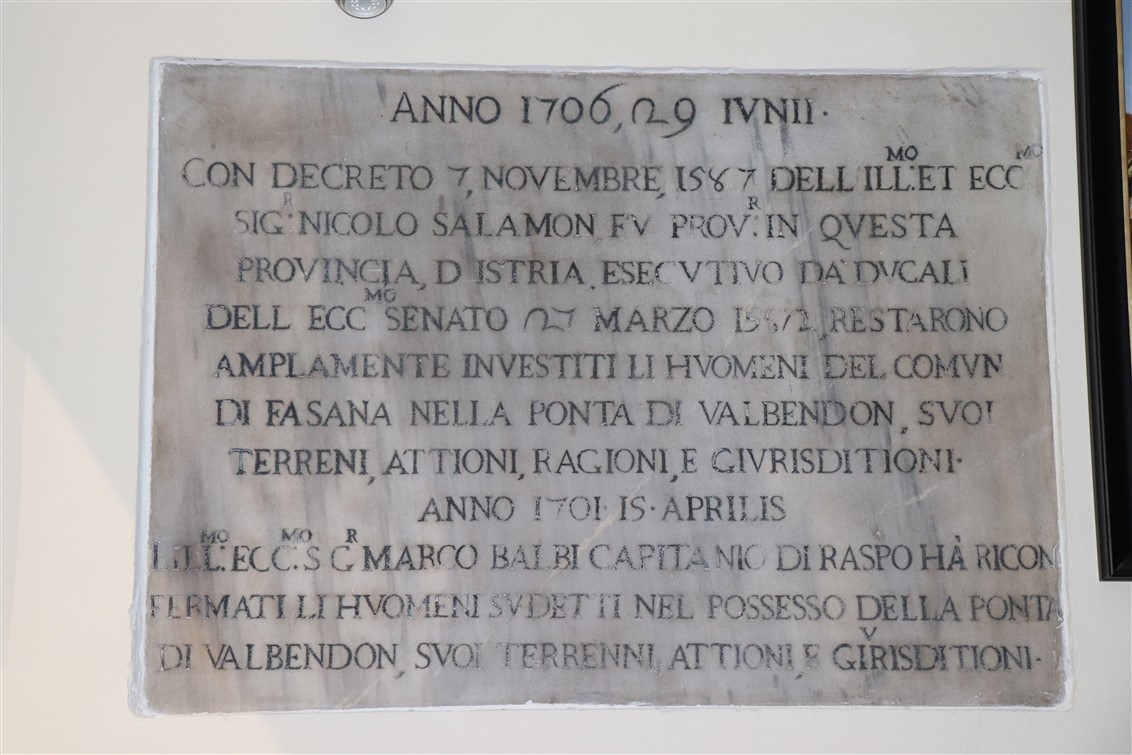 ANNO 1706, 29 IVNII·
CON DECRETO 7, NOVEMBRE, 1587 DELL'ILL.MO ET ECC.MO
SIG.R NICOLO SALAMON, FV PROV.R IN QVESTA
PROVINCIA, D ISTRIA, ESECVTIVO DA DVCALI
DELL ECC.MO SENATO 27 MARZO RESTARONO
AMPLAMENTE INVESTITI LI HVOMENI DEL COMVN
DI FASANA NELLA PONTA DI VALBENDON, SVOI
TERRENI, ATTIONI, RAGIONI, E GIVRISDITIONI·
ANNO 1701· 15· APRILIS
L'ILL.MO ECC.MO S G.R MARCO BALBI CAPITANIO DI RASPO HÀ RICON
FERMATI LI HVOMENI SVDETTI NEL POSSESSO DELLA PONTA
DI VALBENDON, SVOI TERRENNI, ATTIONI, E GIVRISDITIONI·